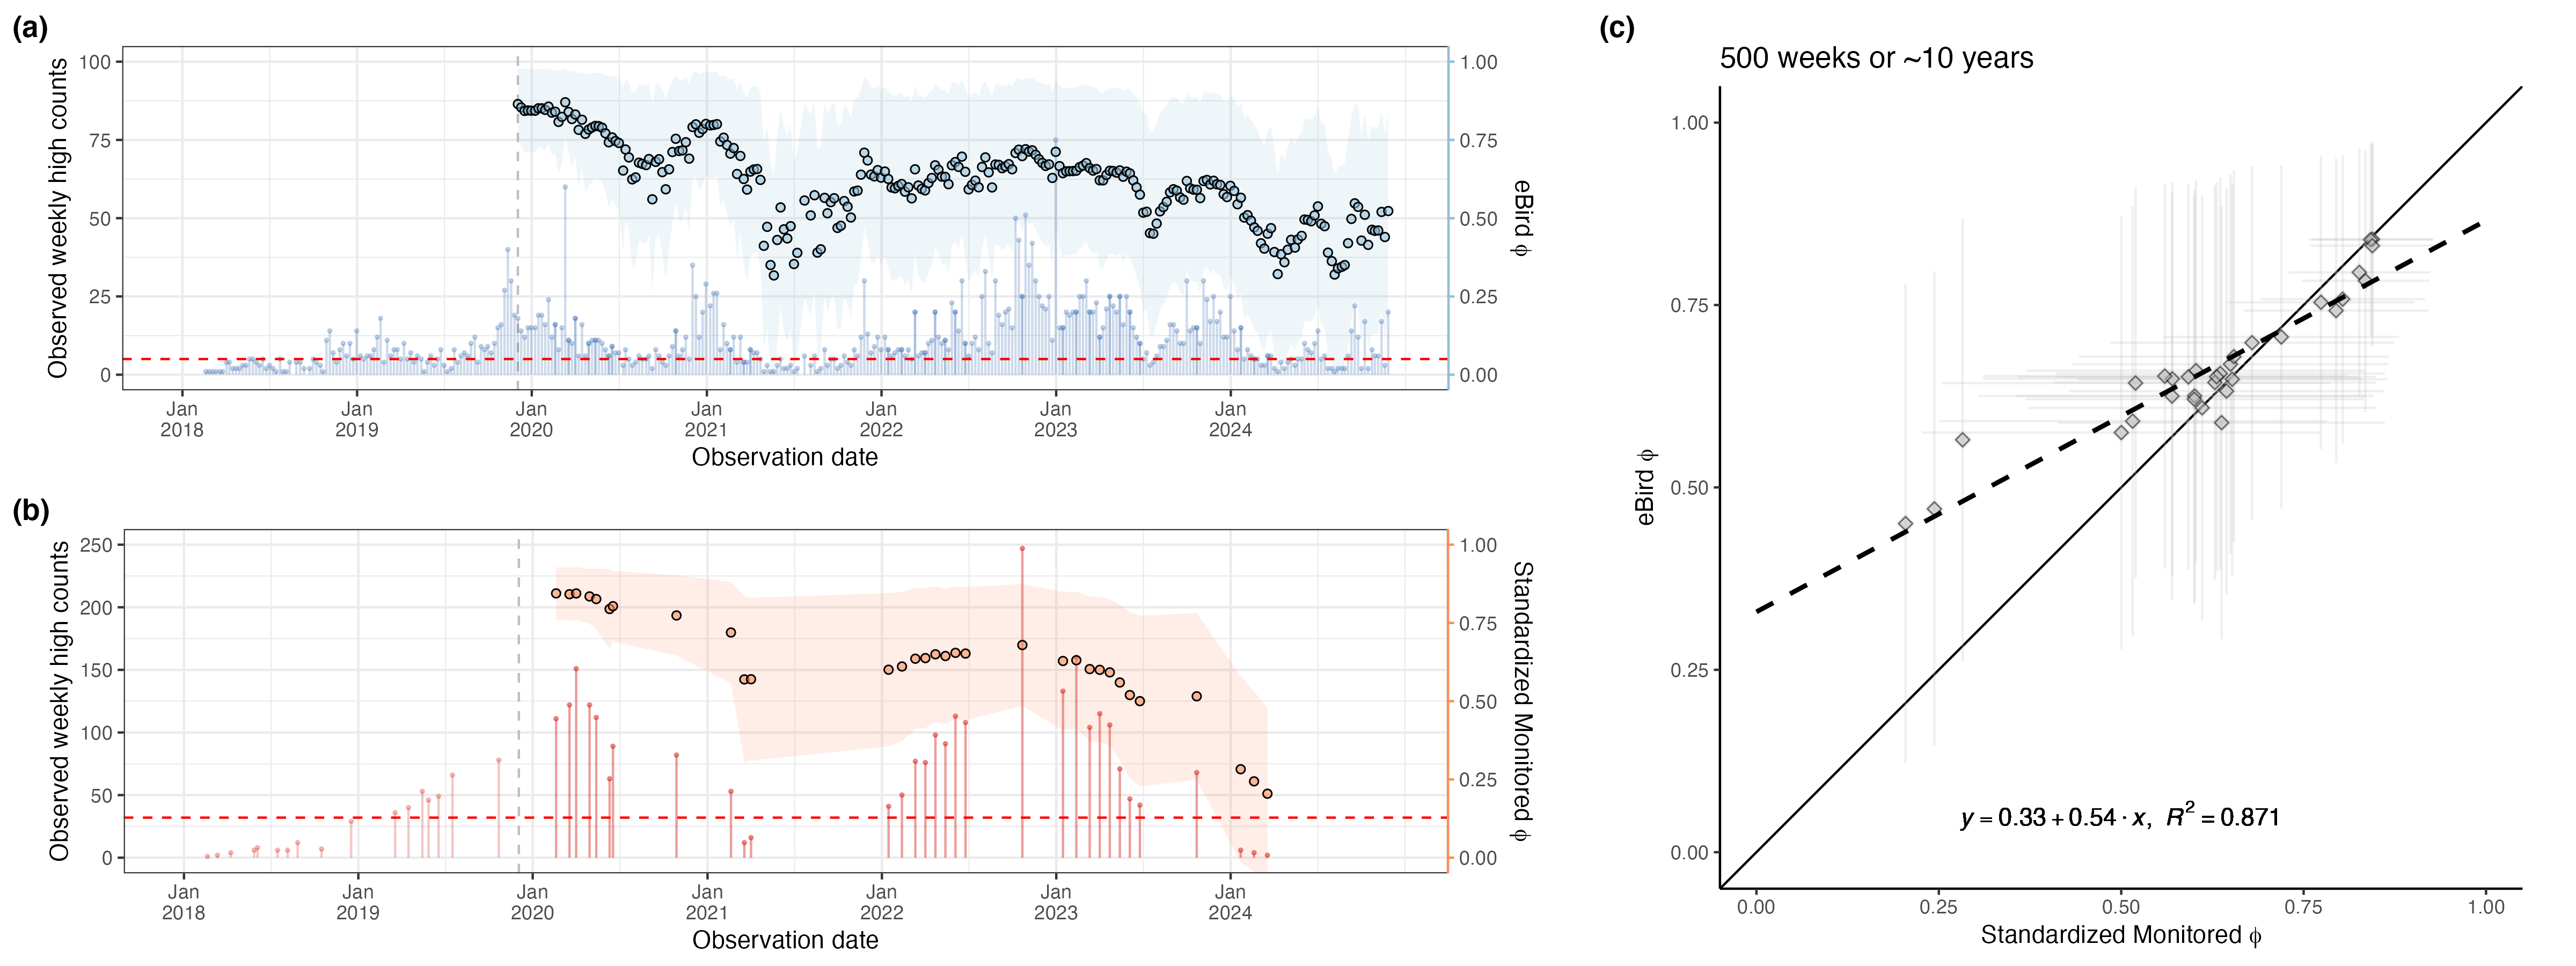 (a)
Observed weekly high counts
100
75
50
25
0
1.00
0.75
0.50
0.25
0.00
eBird ϕ
Jan Jan Jan Jan Jan Jan Jan
2018 2019 2020 2021 2022 2023 2024
Observation date
(b)
Observed weekly high counts
250
200
150
100
50
0
1.00
0.75
0.50
0.25
0.00
Standardized Monitored ϕ
Jan Jan Jan Jan Jan Jan Jan
2018 2019 2020 2021 2022 2023 2024
Observation date
(c)
500 weeks or ~10 years
eBird ϕ
1.00
0.75
0.50
0.25
0.00
y = 0.33 + 0.54 · x, R² = 0.871
0.00 0.25 0.50 0.75 1.00
Standardized Monitored ϕ